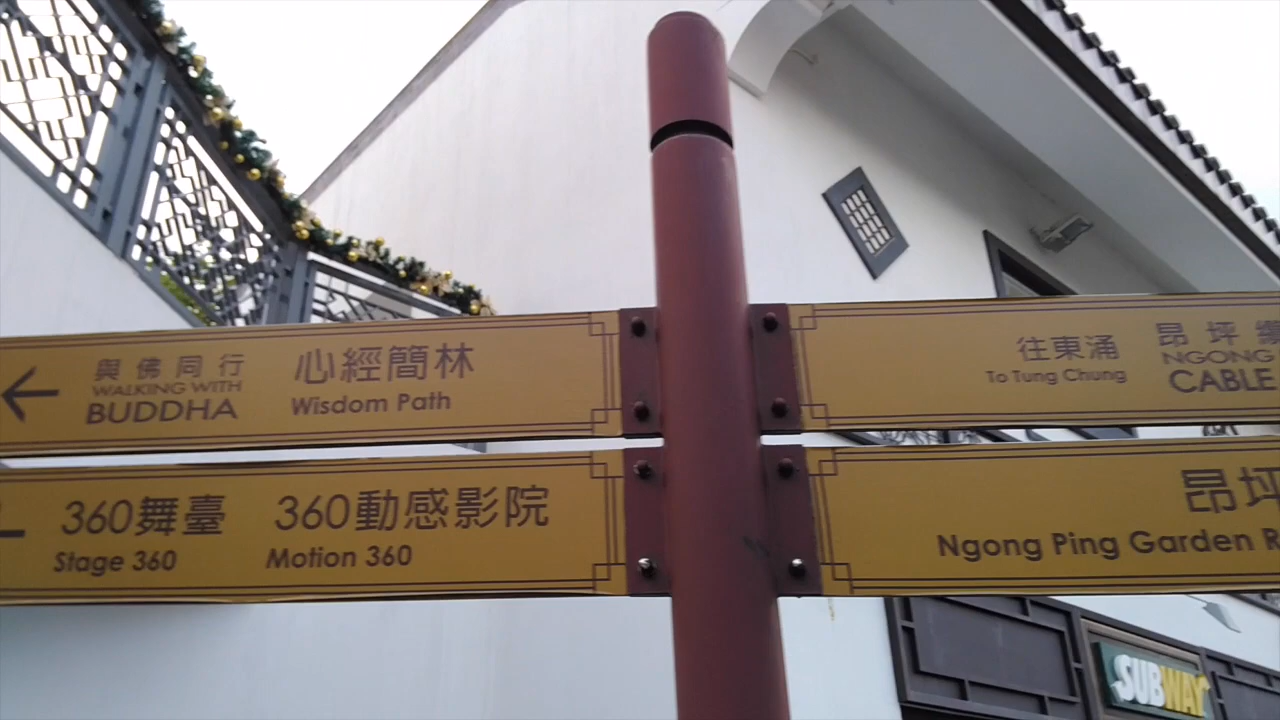 與佛同行
WALKING WITH
BUDDHA
心經簡林
Wisdom Path
往東涌
To Tung Chung
昂坪
NGONG
CABLE
360舞臺
Stage 360
360動感影院
Motion 360
昂坪
Ngong Ping Garden R
SUBWAY